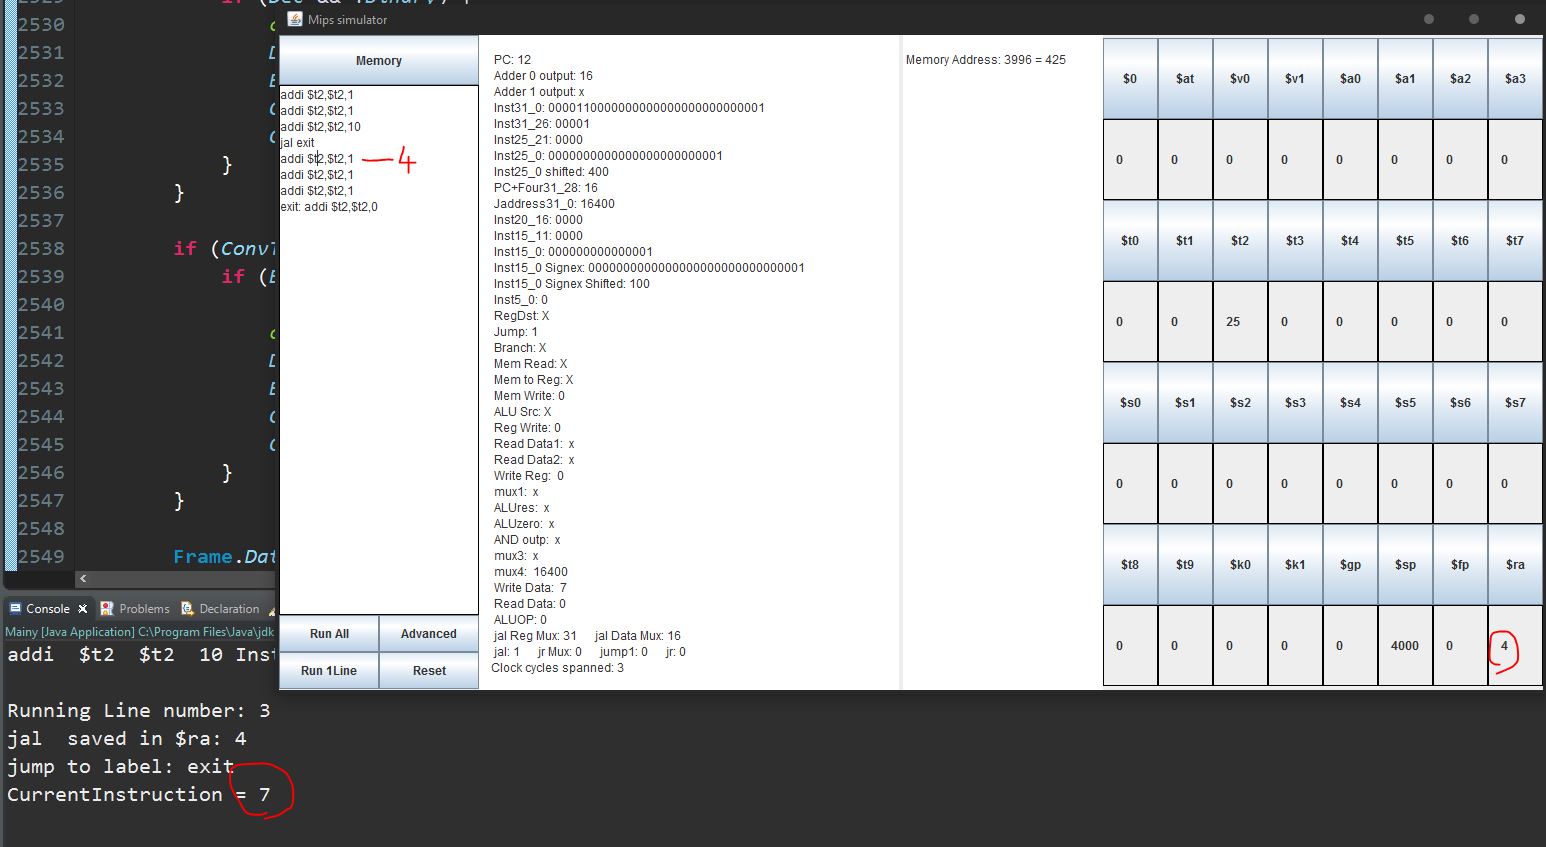 2529 if (Dec && !Binary) {
2530
2531
2532
2533
2534
2535 }
2536 }
2537
2538 if (Conv
2539 if (
2540
2541
2542
2543
2544
2545
2546 }
2547 }
2548
2549 Frame.Dat
Mips simulator
Memory
addi $t2,$t2,1
addi $t2,$t2,1
addi $t2,$t2,10
jal exit
addi $t2,$t2,1 — 4
addi $t2,$t2,1
addi $t2,$t2,1
exit: addi $t2,$t2,0
Run All Advanced
Run 1Line Reset
PC: 12
Adder 0 output: 16
Adder 1 output: x
Inst31_0: 00001100000000000000000000000001
Inst31_26: 00001
Inst25_21: 0000
Inst25_0: 00000000000000000000000001
Inst25_0 shifted: 400
PC+Four31_28: 16
Jaddress31_0: 16400
Inst20_16: 0000
Inst15_11: 0000
Inst15_0: 000000000000001
Inst15_0 Signex: 00000000000000000000000000000001
Inst15_0 Signex Shifted: 100
Inst5_0: 0
RegDst: X
Jump: 1
Branch: X
Mem Read: X
Mem to Reg: X
Mem Write: 0
ALU Src: X
Reg Write: 0
Read Data1: x
Read Data2: x
Write Reg: 0
mux1: x
ALUres: x
ALUzero: x
AND outp: x
mux3: x
mux4: 16400
Write Data: 7
Read Data: 0
ALUOP: 0
jal Reg Mux: 31 jal Data Mux: 16
jal: 1 jr Mux: 0 jump1: 0 jr: 0
Clock cycles spanned: 3
Memory Address: 3996 = 425
$0 $at $v0 $v1 $a0 $a1 $a2 $a3
0 0 0 0 0 0 0 0
$t0 $t1 $t2 $t3 $t4 $t5 $t6 $t7
0 0 25 0 0 0 0 0
$s0 $s1 $s2 $s3 $s4 $s5 $s6 $s7
0 0 0 0 0 0 0 0
$t8 $t9 $k0 $k1 $gp $sp $fp $ra
0 0 0 0 0 4000 0 4
Console Problems Declaration
Mainy [Java Application] C:\Program Files\Java\jdk
addi $t2 $t2 10 Inst
Running Line number: 3
jal saved in $ra: 4
jump to label: exit
CurrentInstruction = 7